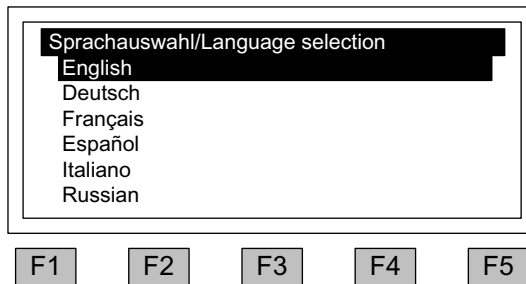 Sprachauswahl/Language selection
English
Deutsch
Français
Español
Italiano
Russian
F1 F2 F3 F4 F5